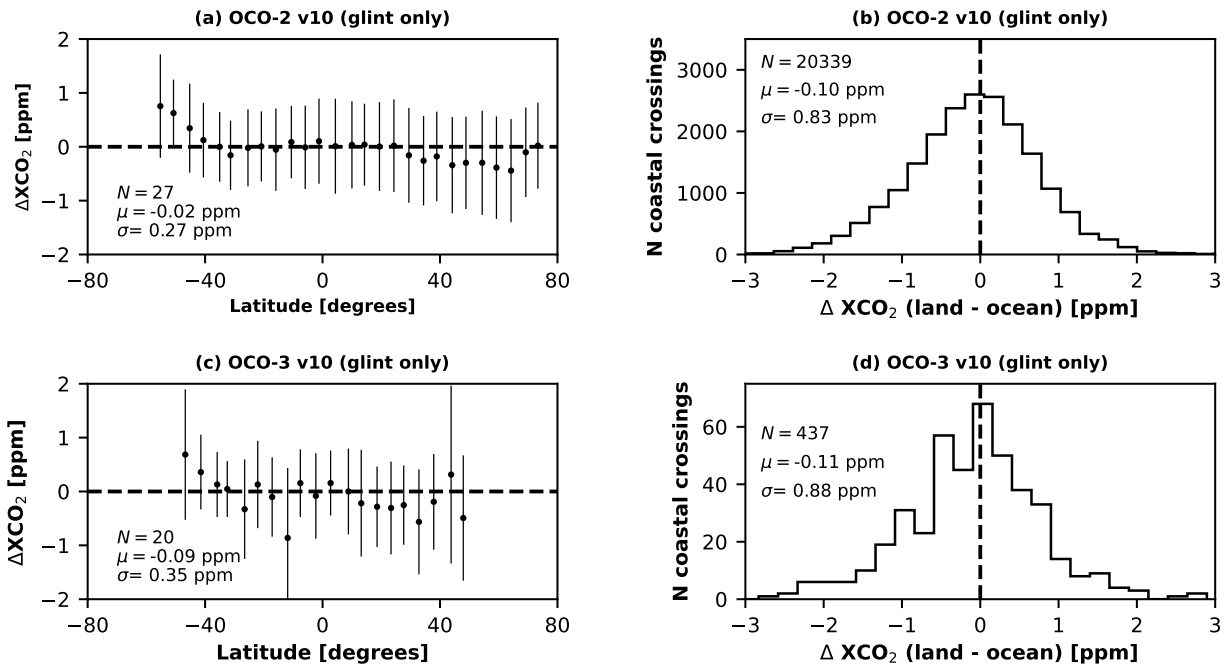 (a) OCO-2 v10 (glint only)
2
1
0
−1
−2
ΔXCO₂ [ppm]
N = 27
μ = -0.02 ppm
σ= 0.27 ppm
−80 −40 0 40 80
Latitude [degrees]
(b) OCO-2 v10 (glint only)
3000
2000
1000
0
N coastal crossings
N = 20339
μ = -0.10 ppm
σ= 0.83 ppm
−3 −2 −1 0 1 2 3
Δ XCO₂ (land - ocean) [ppm]
(c) OCO-3 v10 (glint only)
2
1
0
−1
−2
ΔXCO₂ [ppm]
N = 20
μ = -0.09 ppm
σ= 0.35 ppm
−80 −40 0 40 80
Latitude [degrees]
(d) OCO-3 v10 (glint only)
60
40
20
0
N coastal crossings
N = 437
μ = -0.11 ppm
σ= 0.88 ppm
−3 −2 −1 0 1 2 3
Δ XCO₂ (land - ocean) [ppm]